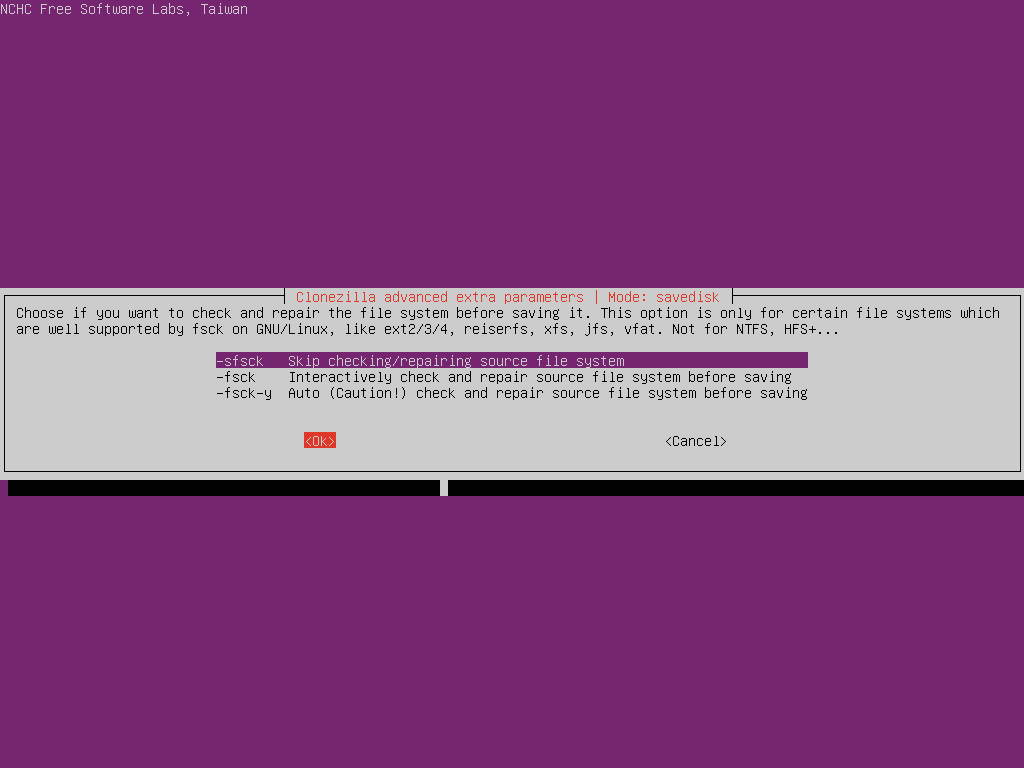 NCHC Free Software Labs, Taiwan
Clonezilla advanced extra parameters | Mode: savedisk
Choose if you want to check and repair the file system before saving it. This option is only for certain file systems which
are well supported by fsck on GNU/Linux, like ext2/3/4, reiserfs, xfs, jfs, vfat. Not for NTFS, HFS+...
-sfsck Skip checking/repairing source file system
-fsck Interactively check and repair source file system before saving
-fsck-y Auto (Caution!) check and repair source file system before saving
<Ok> <Cancel>